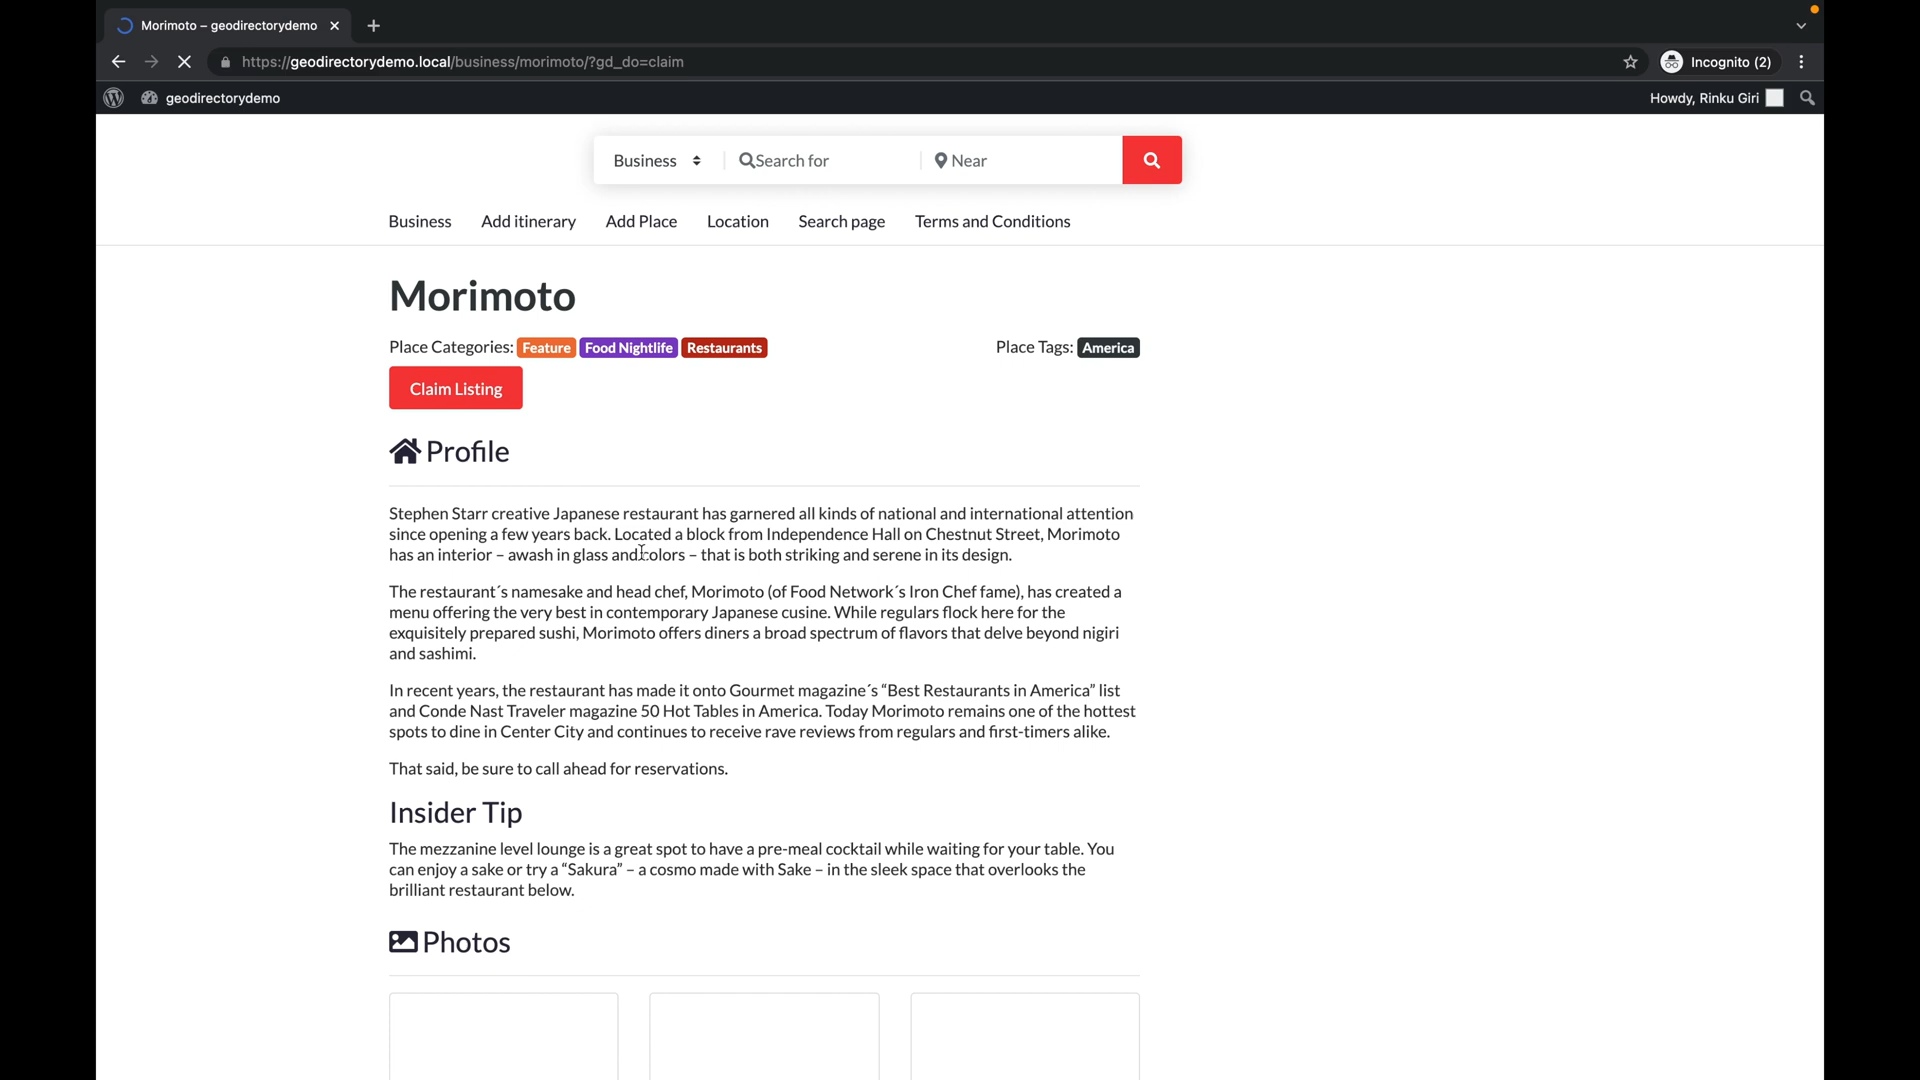 Morimoto – geodirectorydemo
https://geodirectorydemo.local/business/morimoto/?gd_do=claim
Incognito (2)
geodirectorydemo
Howdy, Rinku Giri
Business
Search for
Near
Business
Add itinerary
Add Place
Location
Search page
Terms and Conditions
Morimoto
Place Categories: Feature Food Nightlife Restaurants
Place Tags: America
Claim Listing
Profile
Stephen Starr creative Japanese restaurant has garnered all kinds of national and international attention
since opening a few years back. Located a block from Independence Hall on Chestnut Street, Morimoto
has an interior – awash in glass and colors – that is both striking and serene in its design.
The restaurant´s namesake and head chef, Morimoto (of Food Network´s Iron Chef fame), has created a
menu offering the very best in contemporary Japanese cusine. While regulars flock here for the
exquisitely prepared sushi, Morimoto offers diners a broad spectrum of flavors that delve beyond nigiri
and sashimi.
In recent years, the restaurant has made it onto Gourmet magazine´s “Best Restaurants in America” list
and Conde Nast Traveler magazine 50 Hot Tables in America. Today Morimoto remains one of the hottest
spots to dine in Center City and continues to receive rave reviews from regulars and first-timers alike.
That said, be sure to call ahead for reservations.
Insider Tip
The mezzanine level lounge is a great spot to have a pre-meal cocktail while waiting for your table. You
can enjoy a sake or try a “Sakura” – a cosmo made with Sake – in the sleek space that overlooks the
brilliant restaurant below.
Photos